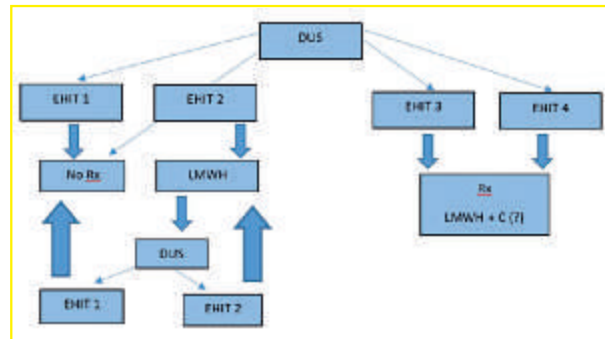 DUS
EHIT 1
EHIT 2
EHIT 3
EHIT 4
No Rx
LMWH
Rx
LMWH + C (?)
DUS
EHIT 1
EHIT 2